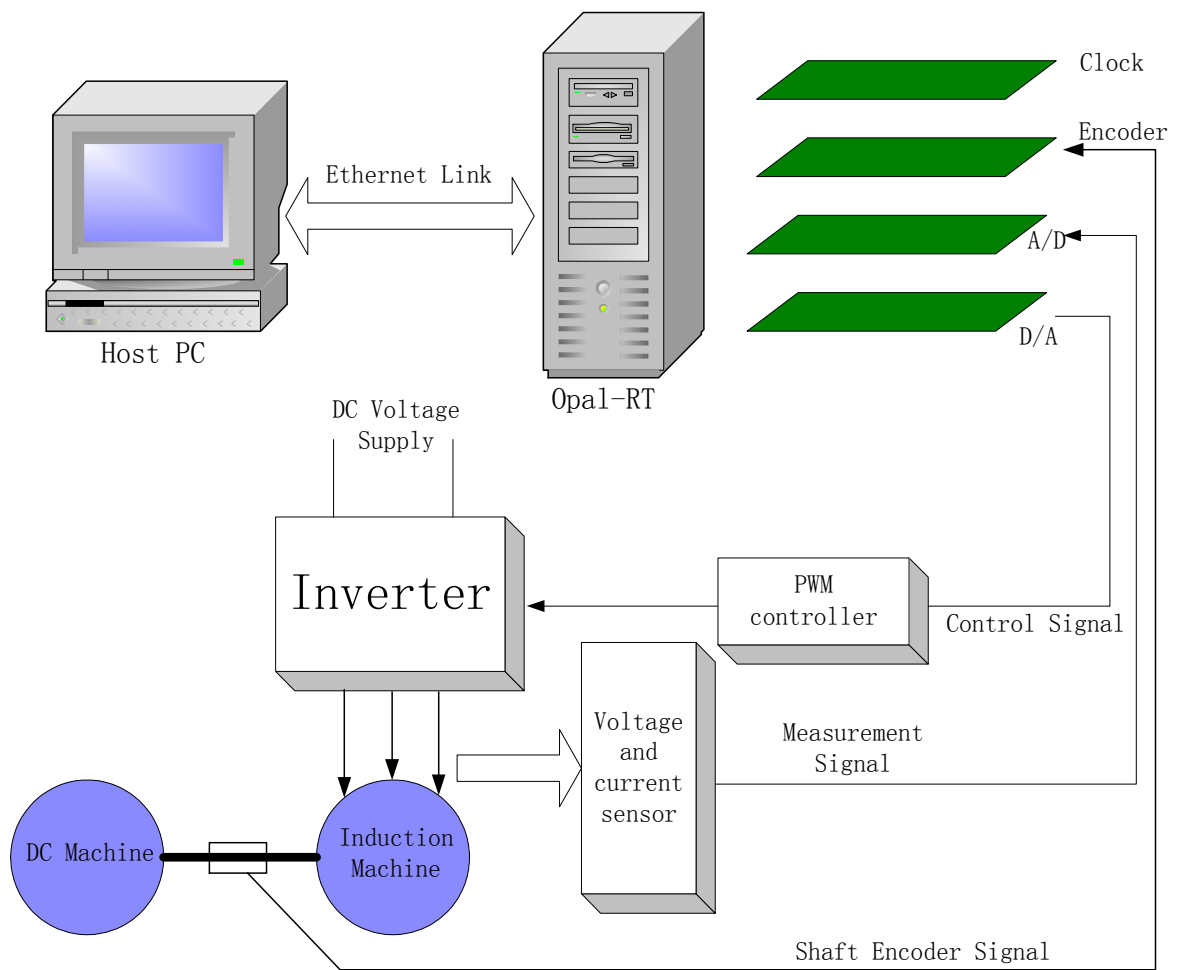 Clock
Encoder
Ethernet Link
A/D
D/A
Host PC
Opal-RT
DC Voltage
Supply
Inverter
PWM
controller
Control Signal
Voltage
and
current
sensor
Measurement
Signal
DC Machine
Induction
Machine
Shaft Encoder Signal